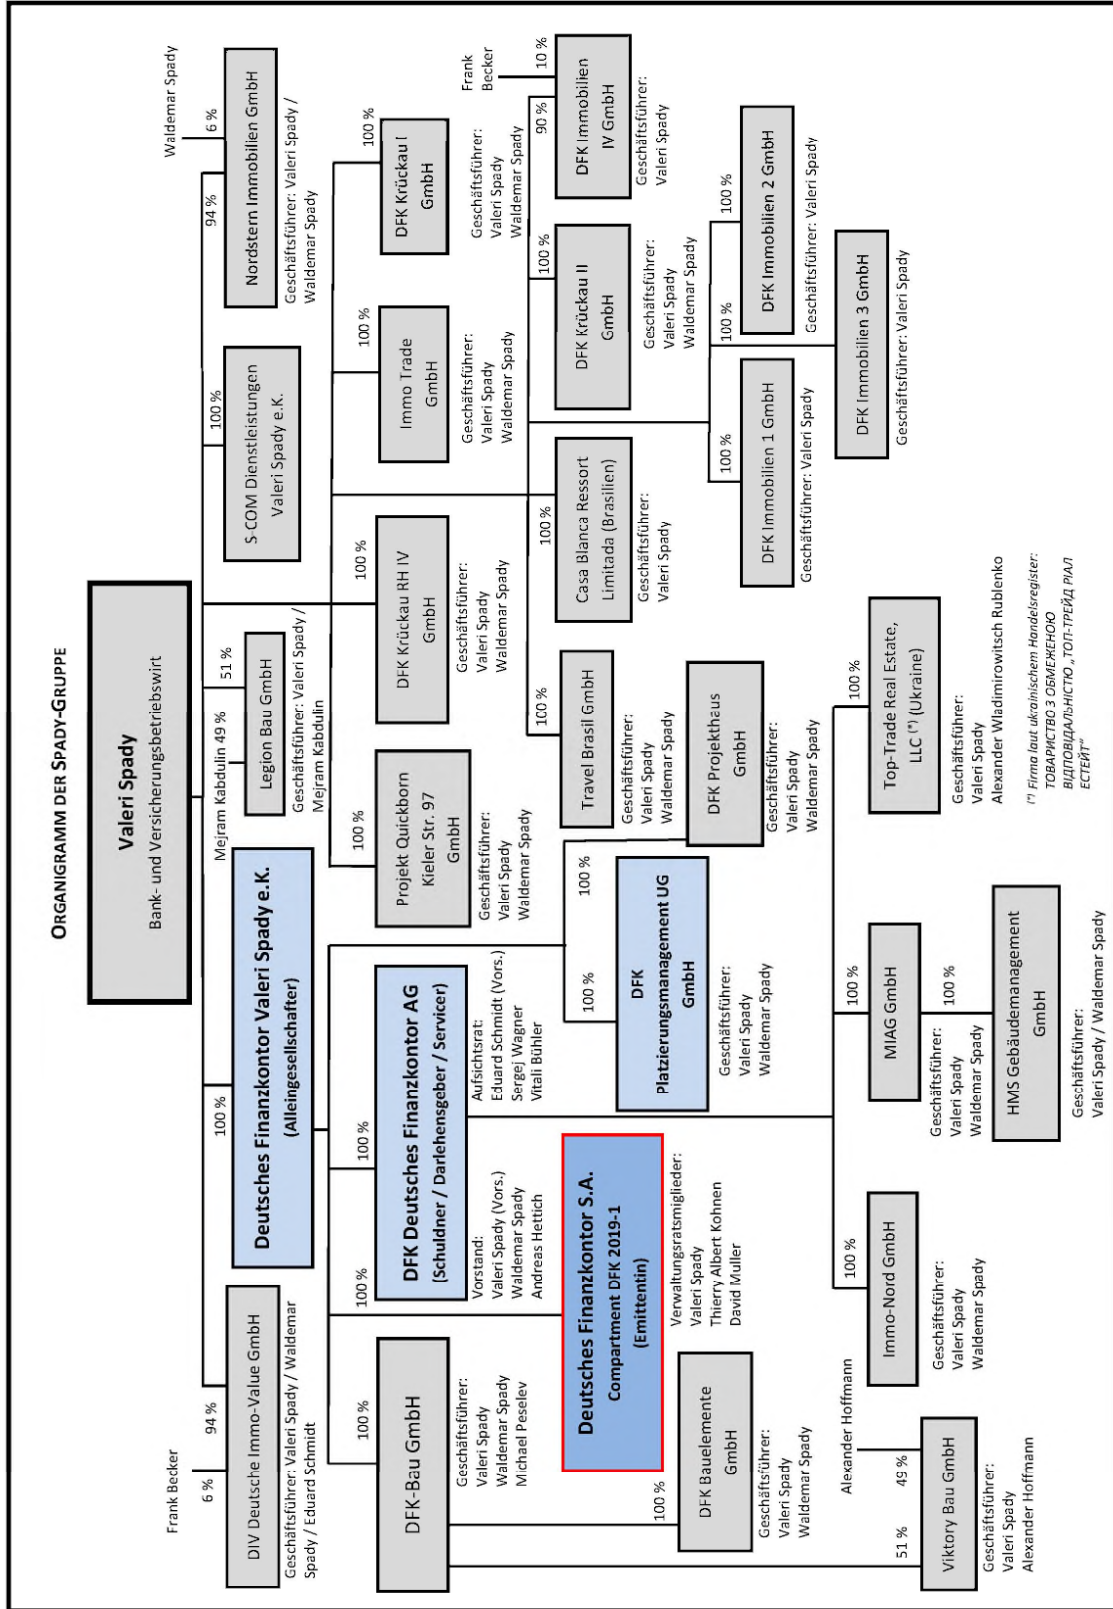 ORGANIGRAMM DER SPADY-GRUPPE
Valeri Spady
Bank- und Versicherungsbetriebswirt
Frank Becker
6 %
94 %
DIV Deutsche Immo-Value GmbH
Geschäftsführer: Valeri Spady / Waldemar
Spady / Eduard Schmidt
100 %
Deutsches Finanzkontor Valeri Spady e.K.
(Alleingesellschafter)
Mejram Kabdulin 49 %
51 %
Legion Bau GmbH
Geschäftsführer: Valeri Spady /
Mejram Kabdulin
100 %
S-COM Dienstleistungen
Valeri Spady e.K.
Waldemar Spady
94 %
6 %
Nordstern Immobilien GmbH
Geschäftsführer: Valeri Spady /
Waldemar Spady
100 %
DFK-Bau GmbH
Geschäftsführer:
Valeri Spady
Waldemar Spady
Michael Peselev
100 %
100 %
DFK Deutsches Finanzkontor AG
(Schuldner / Darlehensgeber / Servicer)
Vorstand:
Valeri Spady (Vors.)
Waldemar Spady
Andreas Hettich
Aufsichtsrat:
Eduard Schmidt (Vors.)
Sergej Wagner
Vitali Bühler
100 %
Projekt Quickborn
Kieler Str. 97
GmbH
Geschäftsführer:
Valeri Spady
Waldemar Spady
100 %
DFK Krückau RH IV
GmbH
Geschäftsführer:
Valeri Spady
Waldemar Spady
100 %
Immo Trade
GmbH
Geschäftsführer:
Valeri Spady
Waldemar Spady
100 %
DFK Krückau I
GmbH
Geschäftsführer:
Valeri Spady
Waldemar Spady
Deutsches Finanzkontor S.A.
Compartment DFK 2019-1
(Emittentin)
Verwaltungsratsmiglieder:
Valeri Spady
Thierry Albert Kohnen
David Muller
100 %
DFK
Platzierungsmanagement UG
GmbH
Geschäftsführer:
Valeri Spady
Waldemar Spady
100 %
DFK Projekthaus
GmbH
Geschäftsführer:
Valeri Spady
Waldemar Spady
100 %
Travel Brasil GmbH
Geschäftsführer:
Valeri Spady
Waldemar Spady
100 %
Casa Blanca Ressort
Limitada (Brasilien)
Geschäftsführer:
Valeri Spady
100 %
DFK Krückau II
GmbH
Geschäftsführer:
Valeri Spady
Waldemar Spady
Frank
Becker
90 %
10 %
DFK Immobilien
IV GmbH
Geschäftsführer:
Valeri Spady
100 %
DFK Bauelemente
GmbH
Geschäftsführer:
Valeri Spady
Waldemar Spady
100 %
DFK Immobilien 1 GmbH
Geschäftsführer: Valeri Spady
100 %
100 %
DFK Immobilien 2 GmbH
Geschäftsführer: Valeri Spady
DFK Immobilien 3 GmbH
Geschäftsführer: Valeri Spady
Alexander Hoffmann
51 %
49 %
Viktory Bau GmbH
Geschäftsführer:
Valeri Spady
Alexander Hoffmann
100 %
Immo-Nord GmbH
Geschäftsführer:
Valeri Spady
Waldemar Spady
100 %
MIAG GmbH
Geschäftsführer:
Valeri Spady
Waldemar Spady
100 %
HMS Gebäudemanagement
GmbH
Geschäftsführer:
Valeri Spady / Waldemar Spady
100 %
Top-Trade Real Estate,
LLC (*) (Ukraine)
Geschäftsführer:
Valeri Spady
Alexander Wladimirowitsch Rublenko
(*) Firma laut ukrainischem Handelsregister:
ТОВАРИСТВО З ОБМЕЖЕНОЮ
ВІДПОВІДАЛЬНІСТЮ „ТОП-ТРЕЙД РІАЛ
ЕСТЕЙТ“